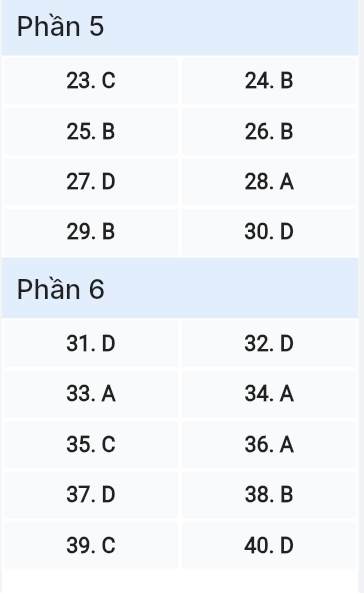 Phần 5
23. C 24. B
25. B 26. B
27. D 28. A
29. B 30. D
Phần 6
31. D 32. D
33. A 34. A
35. C 36. A
37. D 38. B
39. C 40. D